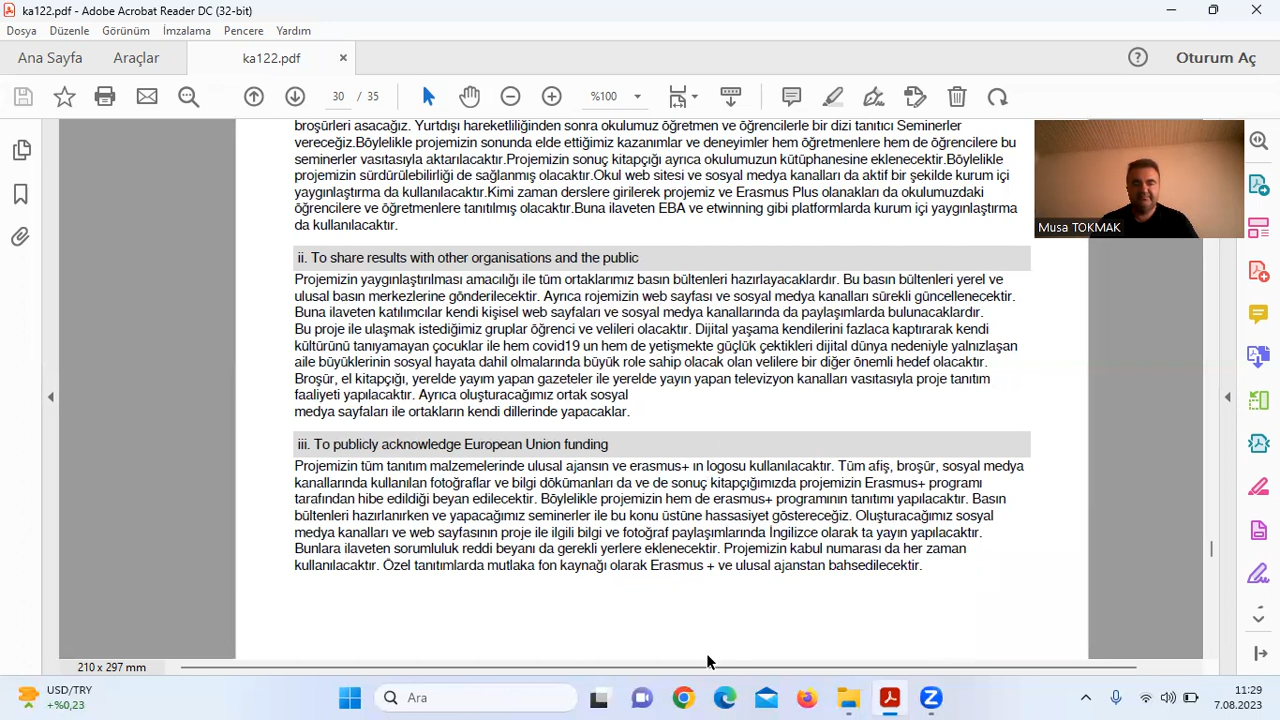 ka122.pdf - Adobe Acrobat Reader DC (32-bit)
Dosya Düzenle Görünüm İmzalama Pencere Yardım
Ana Sayfa Araçlar ka122.pdf × Oturum Aç
30 / 35 %100
broşürleri asacağız. Yurtdışı hareketliliğinden sonra okulumuz öğretmen ve öğrencilerle bir dizi tanıtıcı Seminerler
vereceğiz.Böylelikle projemizin sonunda elde ettiğimiz kazanımlar ve deneyimler hem öğretmenlere hem de öğrencilere bu
seminerler vasıtasıyla aktarılacaktır.Projemizin sonuç kitapçığı ayrıca okulumuzun kütüphanesine eklenecektir.Böylelikle
projemizin sürdürülebilirliği de sağlanmış olacaktır.Okul web sitesi ve sosyal medya kanalları da aktif bir şekilde kurum içi
yaygınlaştırma da kullanılacaktır.Kimi zaman derslere girilerek projemiz ve Erasmus Plus olanakları da okulumuzdaki
öğrencilere ve öğretmenlere tanıtılmış olacaktır.Buna ilaveten EBA ve etwinning gibi platformlarda kurum içi yaygınlaştırma
da kullanılacaktır.
Musa TOKMAK
ii. To share results with other organisations and the public
Projemizin yaygınlaştırılması amacılığı ile tüm ortaklarımız basın bültenleri hazırlayacaklardır. Bu basın bültenleri yerel ve
ulusal basın merkezlerine gönderilecektir. Ayrıca rojemizin web sayfası ve sosyal medya kanalları sürekli güncellenecektir.
Buna ilaveten katılımcılar kendi kişisel web sayfaları ve sosyal medya kanallarında da paylaşımlarda bulunacaklardır.
Bu proje ile ulaşmak istediğimiz gruplar öğrenci ve velileri olacaktır. Dijital yaşama kendilerini fazlaca kaptırarak kendi
kültürünü tanıyamayan çocuklar ile hem covid19 un hem de yetişmekte güçlük çektikleri dijital dünya nedeniyle yalnızlaşan
aile büyüklerinin sosyal hayata dahil olmalarında büyük role sahip olacak olan velilere bir diğer önemli hedef olacaktır.
Broşür, el kitapçığı, yerelde yayım yapan gazeteler ile yerelde yayın yapan televizyon kanalları vasıtasıyla proje tanıtım
faaliyeti yapılacaktır. Ayrıca oluşturacağımız ortak sosyal
medya sayfaları ile ortakların kendi dillerinde yapacaklar.
iii. To publicly acknowledge European Union funding
Projemizin tüm tanıtım malzemelerinde ulusal ajansın ve erasmus+ ın logosu kullanılacaktır. Tüm afiş, broşür, sosyal medya
kanallarında kullanılan fotoğraflar ve bilgi dökümanları da ve de sonuç kitapçığımızda projemizin Erasmus+ programı
tarafından hibe edildiği beyan edilecektir. Böylelikle projemizin hem de erasmus+ programının tanıtımı yapılacaktır. Basın
bültenleri hazırlanırken ve yapacağımız seminerler ile bu konu üstüne hassasiyet göstereceğiz. Oluşturacağımız sosyal
medya kanalları ve web sayfasının proje ile ilgili bilgi ve fotoğraf paylaşımlarında İngilizce olarak ta yayın yapılacaktır.
Bunlara ilaveten sorumluluk reddi beyanı da gerekli yerlere eklenecektir. Projemizin kabul numarası da her zaman
kullanılacaktır. Özel tanıtımlarda mutlaka fon kaynağı olarak Erasmus + ve ulusal ajanstan bahsedilecektir.
210 x 297 mm
USD/TRY
+%0,23
Ara
11:29
7.08.2023